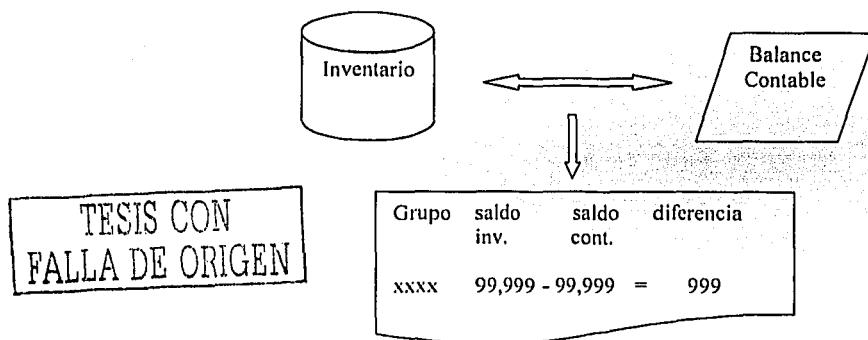 Inventario
Balance
Contable
TESIS CON
FALLA DE ORIGEN
Grupo saldo saldo diferencia
inv. cont.
xxxx 99,999 - 99,999 = 999